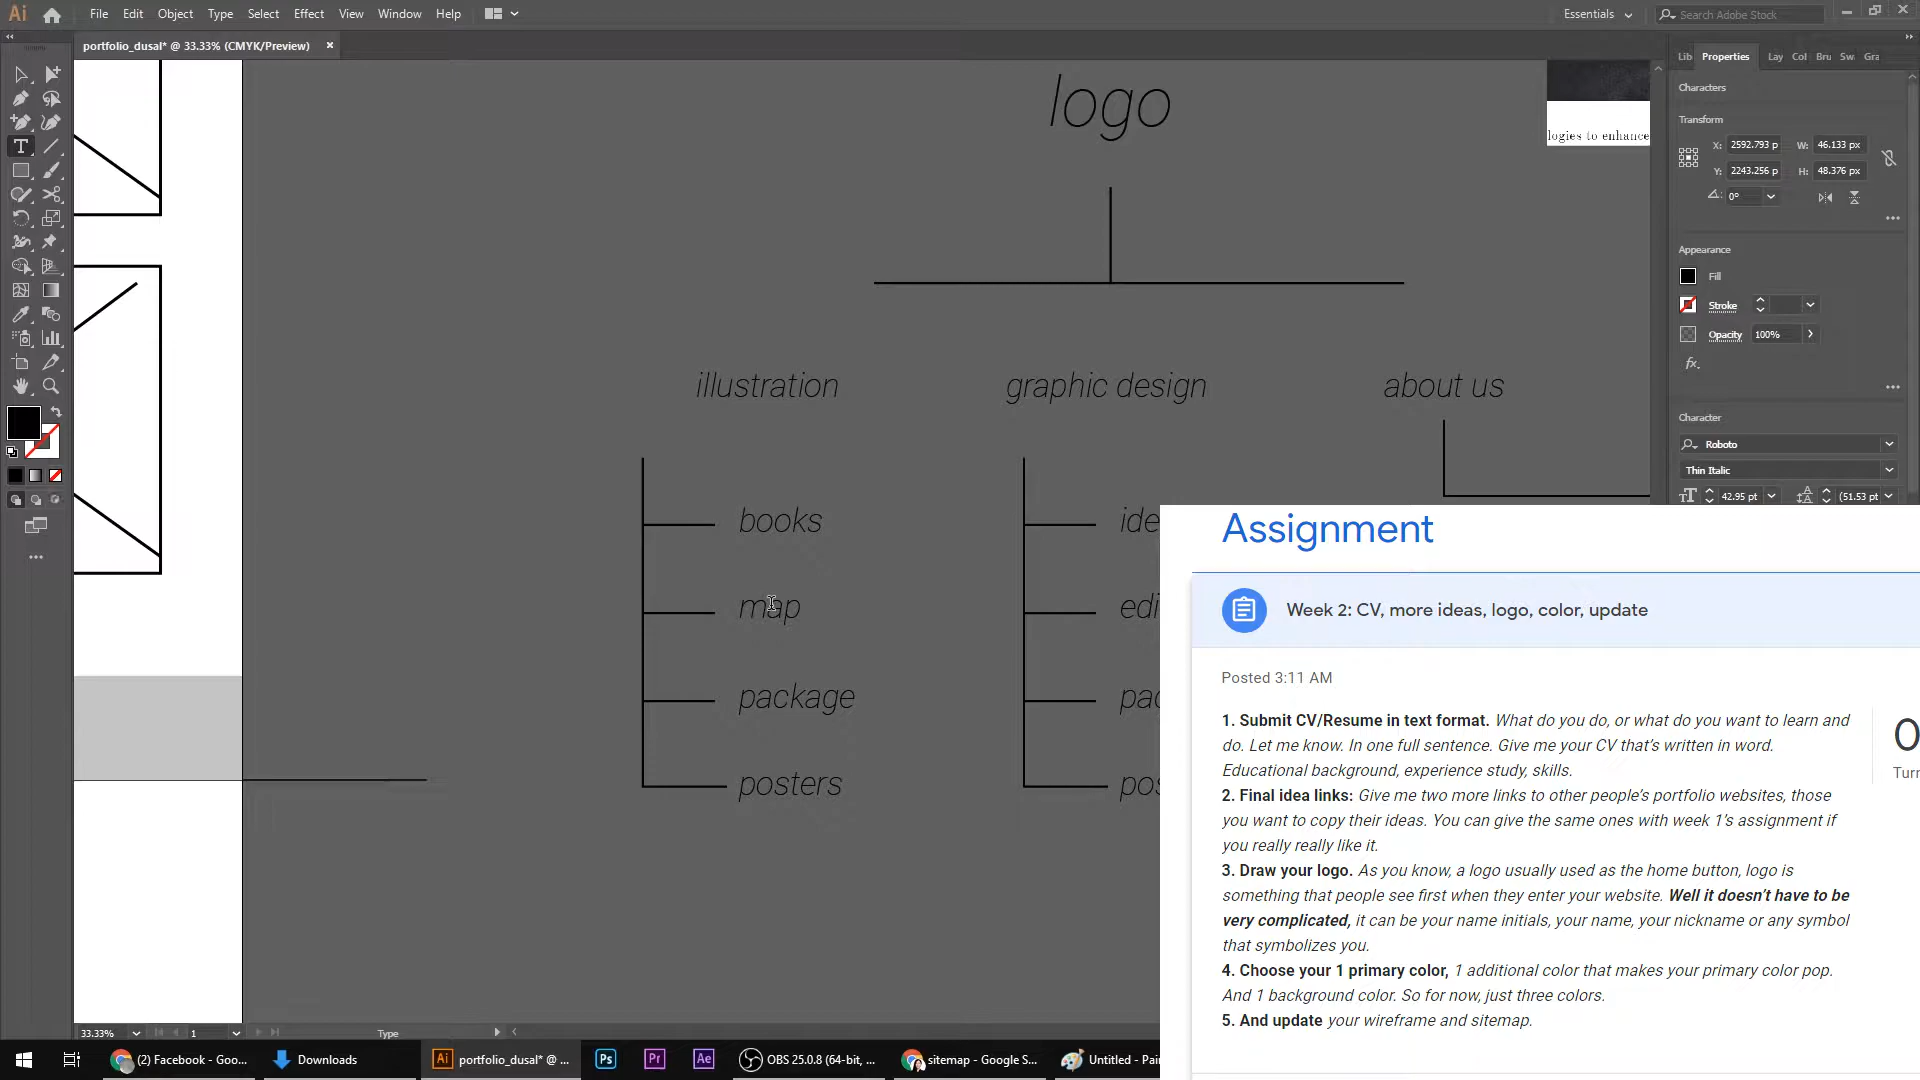 Ai File Edit Object Type Select Effect View Window Help Essentials Search Adobe Stock
portfolio_dusal* @ 33.33% (CMYK/Preview) ×
Lib Properties Lay Col Bru Sw Gra
Characters
Transform
X: 2592.793 p W: 46.133 px
Y: 2243.256 p H: 48.376 px
0°
Appearance
Fill
Stroke
Opacity 100%
fx.
Character
Roboto
Thin Italic
42.95 pt (51.53 pt
logo
logies to enhance
illustration graphic design about us
books
map
package
posters
ide
edi
pac
pos
Assignment
Week 2: CV, more ideas, logo, color, update
Posted 3:11 AM
1. Submit CV/Resume in text format. What do you do, or what do you want to learn and
do. Let me know. In one full sentence. Give me your CV that's written in word.
Educational background, experience study, skills.
2. Final idea links: Give me two more links to other people's portfolio websites, those
you want to copy their ideas. You can give the same ones with week 1's assignment if
you really really like it.
3. Draw your logo. As you know, a logo usually used as the home button, logo is
something that people see first when they enter your website. Well it doesn't have to be
very complicated, it can be your name initials, your name, your nickname or any symbol
that symbolizes you.
4. Choose your 1 primary color, 1 additional color that makes your primary color pop.
And 1 background color. So for now, just three colors.
5. And update your wireframe and sitemap.
0
Turn
33.33% 1 Type
(2) Facebook - Goo... Downloads Ai portfolio_dusal* @ ... Ps Pr Ae OBS 25.0.8 (64-bit, ... sitemap - Google S... Untitled - Pai